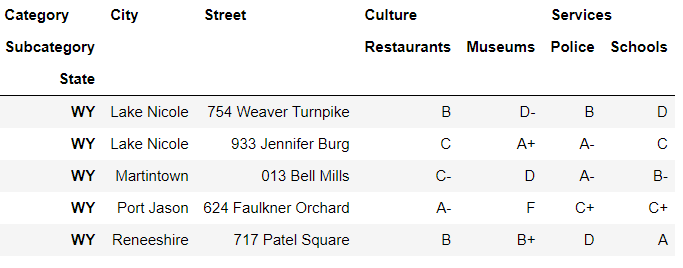 Category City Street Culture Services
Subcategory Restaurants Museums Police Schools
State
WY Lake Nicole 754 Weaver Turnpike B D- B D
WY Lake Nicole 933 Jennifer Burg C A+ A- C
WY Martintown 013 Bell Mills C- D A- B-
WY Port Jason 624 Faulkner Orchard A- F C+ C+
WY Reneeshire 717 Patel Square B B+ D A